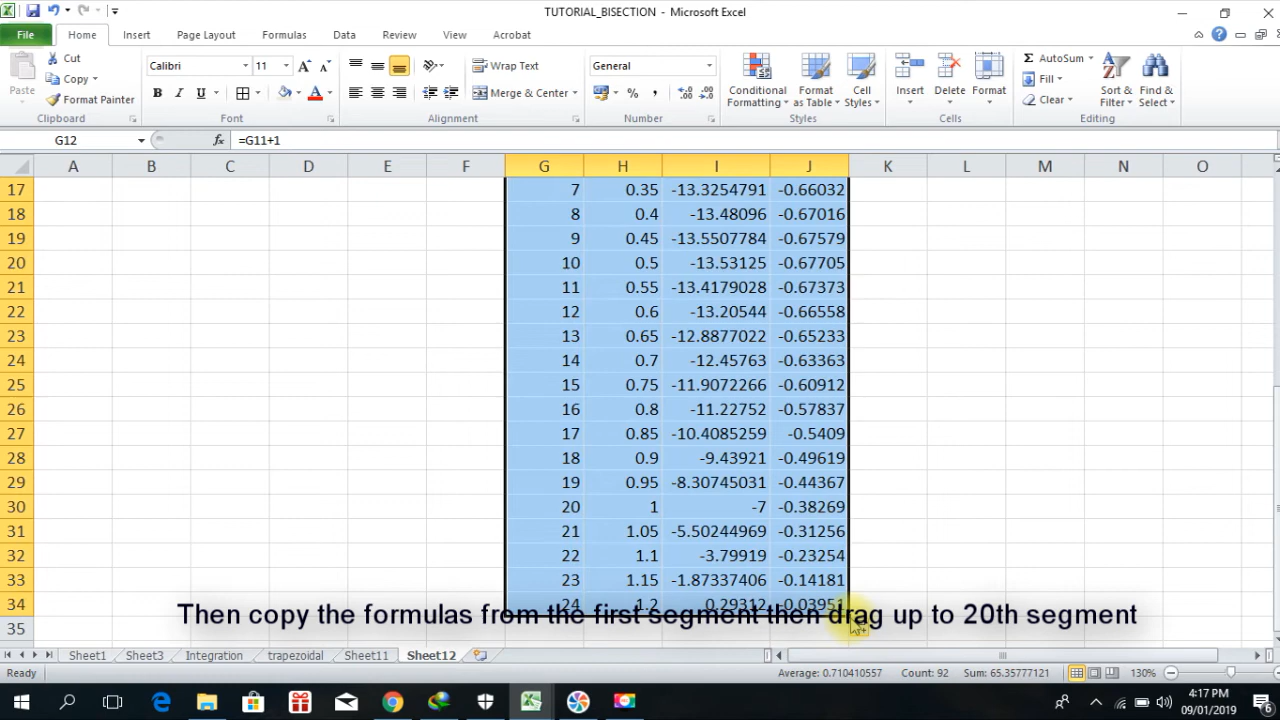 TUTORIAL_BISECTION - Microsoft Excel
File Home Insert Page Layout Formulas Data Review View Acrobat
Paste
Cut
Copy
Format Painter
Clipboard
Calibri 11
B I U
A A
Font
Wrap Text
Merge & Center
Alignment
General
%
,
Number
Conditional Formatting
Format as Table
Cell Styles
Styles
Insert Delete Format
Cells
AutoSum
Fill
Clear
Sort & Filter
Find & Select
Editing
G12 fx =G11+1
A B C D E F G H I J K L M N O
17 7 0.35 -13.3254791 -0.66032
18 8 0.4 -13.48096 -0.67016
19 9 0.45 -13.5507784 -0.67579
20 10 0.5 -13.53125 -0.67705
21 11 0.55 -13.4179028 -0.67373
22 12 0.6 -13.20544 -0.66558
23 13 0.65 -12.8877022 -0.65233
24 14 0.7 -12.45763 -0.63363
25 15 0.75 -11.9072266 -0.60912
26 16 0.8 -11.22752 -0.57837
27 17 0.85 -10.4085259 -0.5409
28 18 0.9 -9.43921 -0.49619
29 19 0.95 -8.30745031 -0.44367
30 20 1 -7 -0.38269
31 21 1.05 -5.50244969 -0.31256
32 22 1.1 -3.79919 -0.23254
33 23 1.15 -1.87337406 -0.14181
34 24 1.2 0.29312 -0.03951
Then copy the formulas from the first segment then drag up to 20th segment
35
Sheet1 Sheet3 Integration trapezoidal Sheet11 Sheet12
Ready Average: 0.710410557 Count: 92 Sum: 65.35777121 130%
4:17 PM
09/01/2019
6